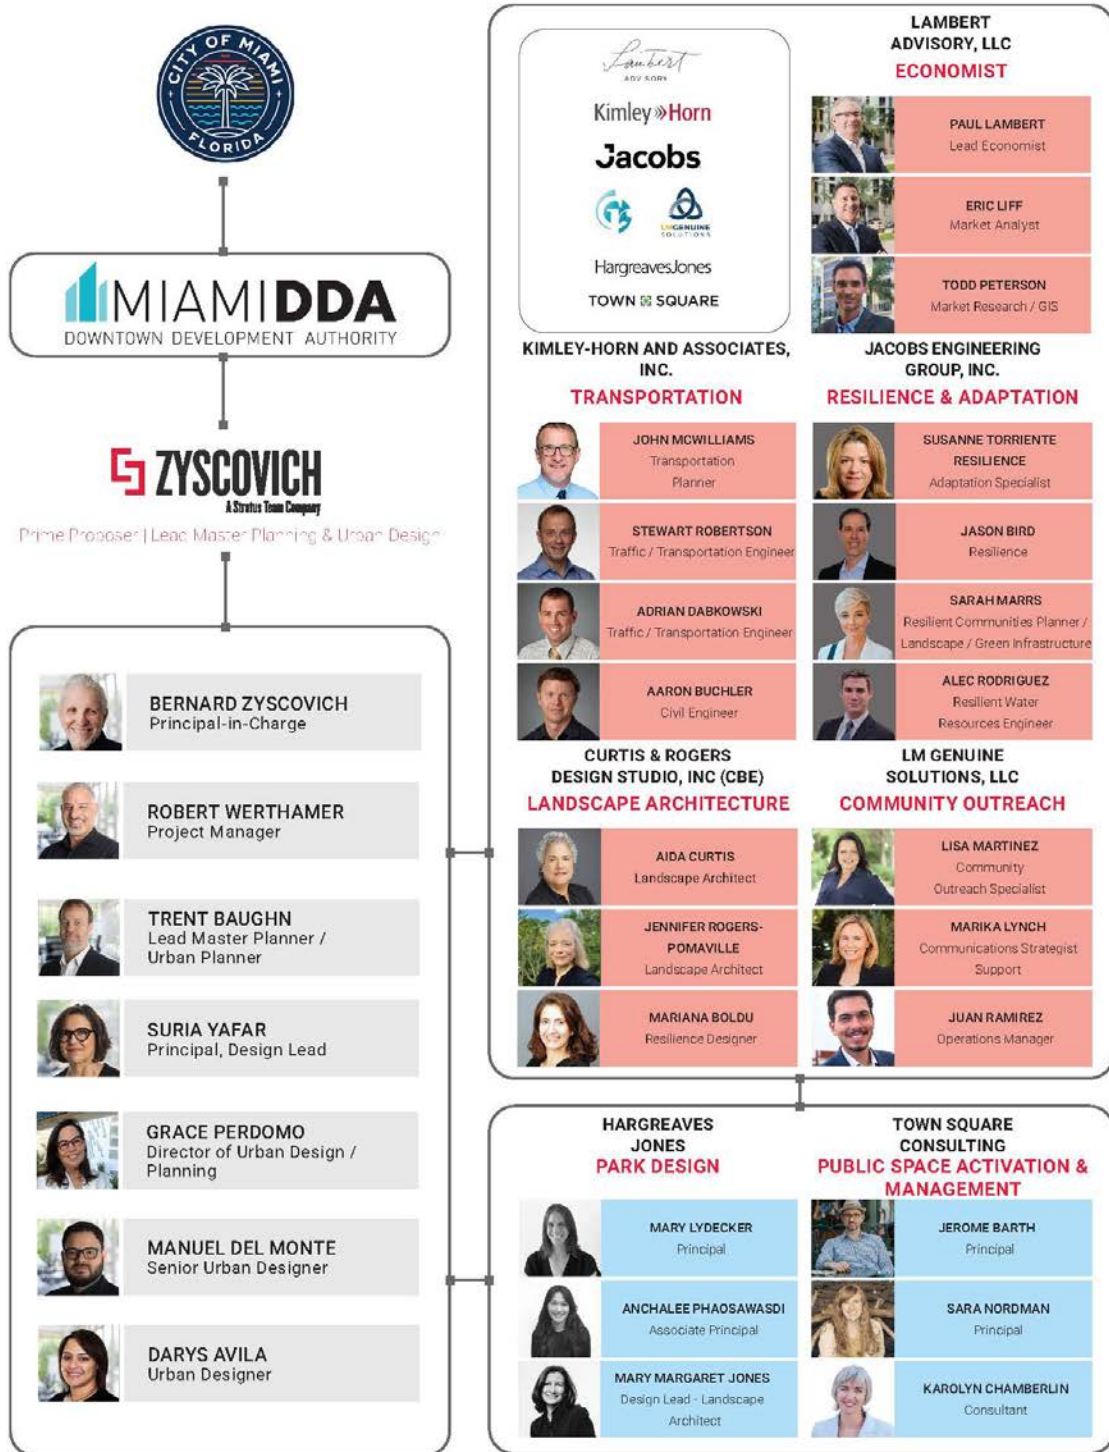 CITY OF MIAMI
FLORIDA
MIAMIDDA
DOWNTOWN DEVELOPMENT AUTHORITY
ZYSCOVICH
A Stratus Team Company
Prime Proposer | Lead Master Planning & Urban Design
BERNARD ZYSCOVICH
Principal-in-Charge
ROBERT WERTHAMER
Project Manager
TRENT BAUGHN
Lead Master Planner /
Urban Planner
SURIA YAFAR
Principal, Design Lead
GRACE PERDOMO
Director of Urban Design /
Planning
MANUEL DEL MONTE
Senior Urban Designer
DARYS AVILA
Urban Designer
Lambert
ADVISORY
Kimley»Horn
Jacobs
LMGENUINE
SOLUTIONS
HargreavesJones
TOWN SQUARE
LAMBERT
ADVISORY, LLC
ECONOMIST
PAUL LAMBERT
Lead Economist
ERIC LIFF
Market Analyst
TODD PETERSON
Market Research / GIS
KIMLEY-HORN AND ASSOCIATES,
INC.
TRANSPORTATION
JOHN MCWILLIAMS
Transportation
Planner
STEWART ROBERTSON
Traffic / Transportation Engineer
ADRIAN DABKOWSKI
Traffic / Transportation Engineer
AARON BUCHLER
Civil Engineer
JACOBS ENGINEERING
GROUP, INC.
RESILIENCE & ADAPTATION
SUSANNE TORRIENTE
RESILIENCE
Adaptation Specialist
JASON BIRD
Resilience
SARAH MARRS
Resilient Communities Planner /
Landscape / Green Infrastructure
ALEC RODRIGUEZ
Resilient Water
Resources Engineer
CURTIS & ROGERS
DESIGN STUDIO, INC (CBE)
LANDSCAPE ARCHITECTURE
AIDA CURTIS
Landscape Architect
JENNIFER ROGERS-
POMAVILLE
Landscape Architect
MARIANA BOLDU
Resilience Designer
LM GENUINE
SOLUTIONS, LLC
COMMUNITY OUTREACH
LISA MARTINEZ
Community
Outreach Specialist
MARIKA LYNCH
Communications Strategist
Support
JUAN RAMIREZ
Operations Manager
HARGREAVES
JONES
PARK DESIGN
MARY LYDECKER
Principal
ANCHALEE PHAOSAWASDI
Associate Principal
MARY MARGARET JONES
Design Lead - Landscape
Architect
TOWN SQUARE
CONSULTING
PUBLIC SPACE ACTIVATION &
MANAGEMENT
JEROME BARTH
Principal
SARA NORDMAN
Principal
KAROLYN CHAMBERLIN
Consultant